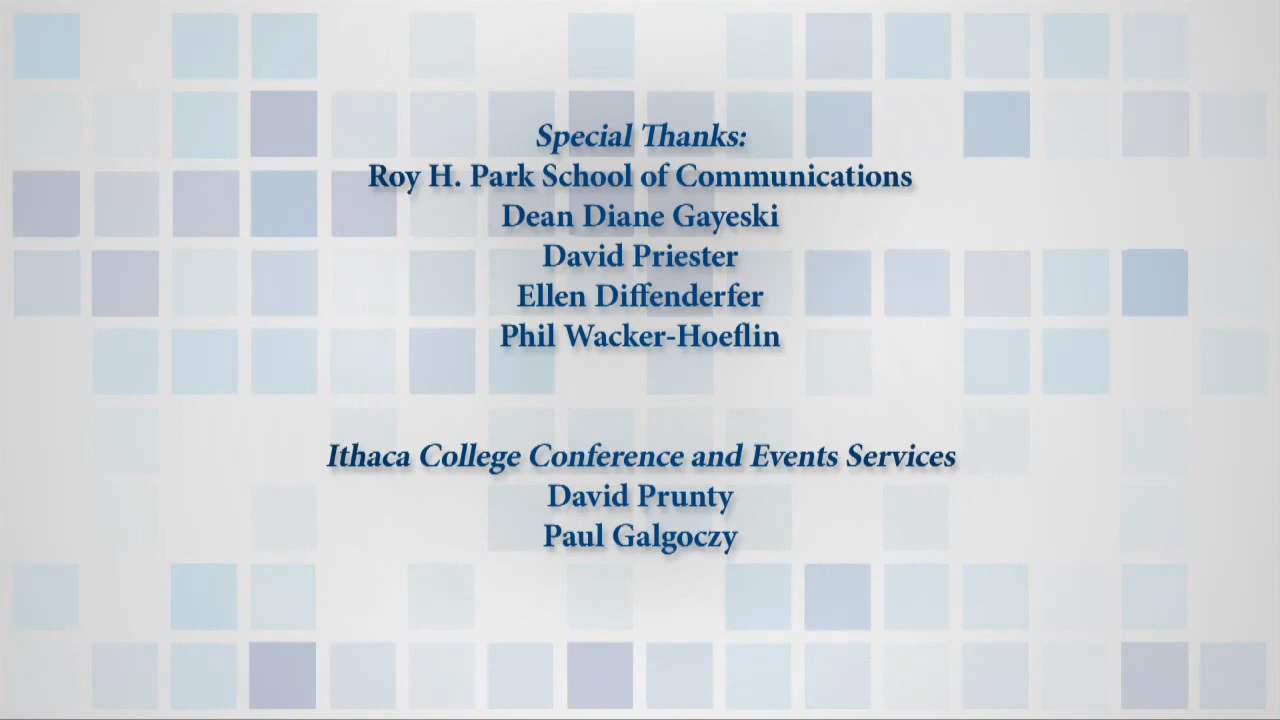 Special Thanks:
Roy H. Park School of Communications
Dean Diane Gayeski
David Priester
Ellen Diffenderfer
Phil Wacker-Hoeflin
Ithaca College Conference and Events Services
David Prunty
Paul Galgoczy